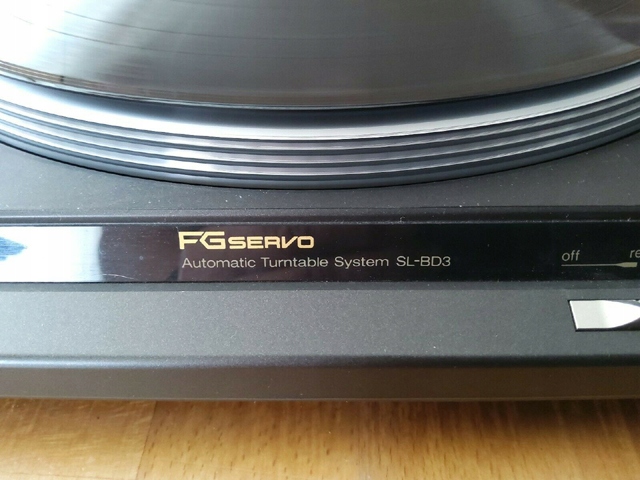 FG SERVO
Automatic Turntable System SL-BD3
off